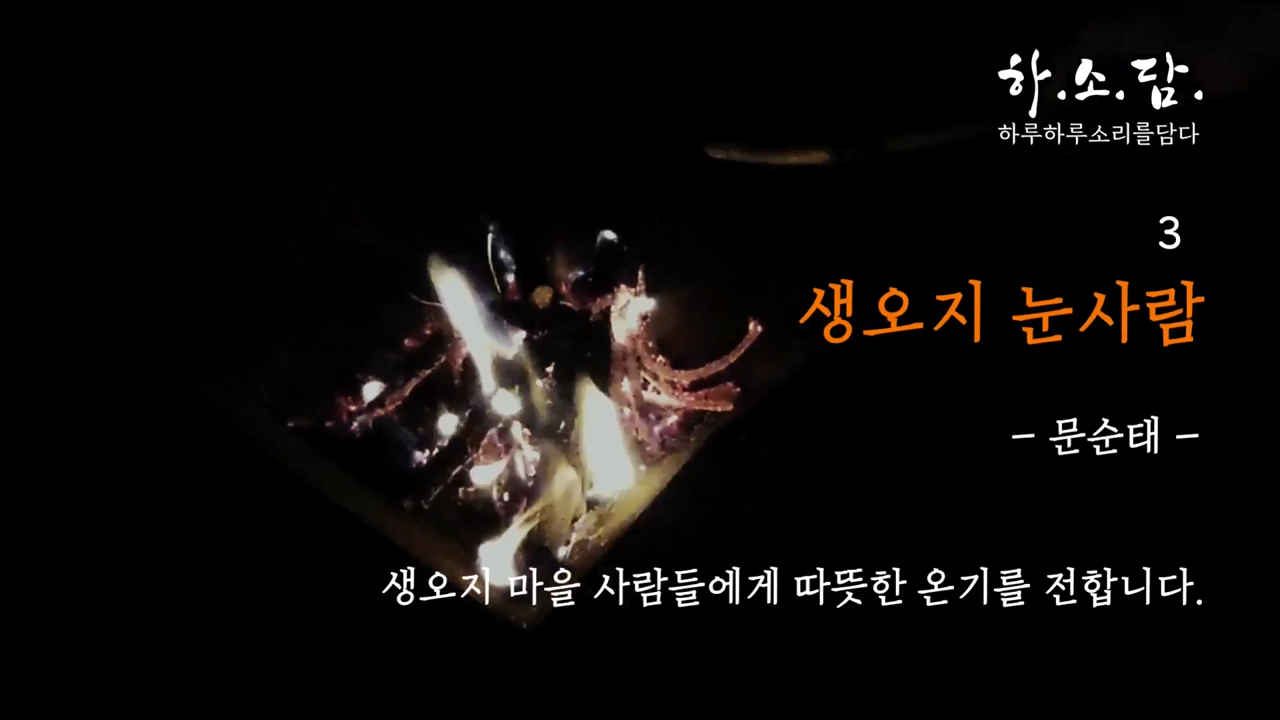 하.소.담.
하루하루소리를담다
3
생오지 눈사람
– 문순태 –
생오지 마을 사람들에게 따뜻한 온기를 전합니다.